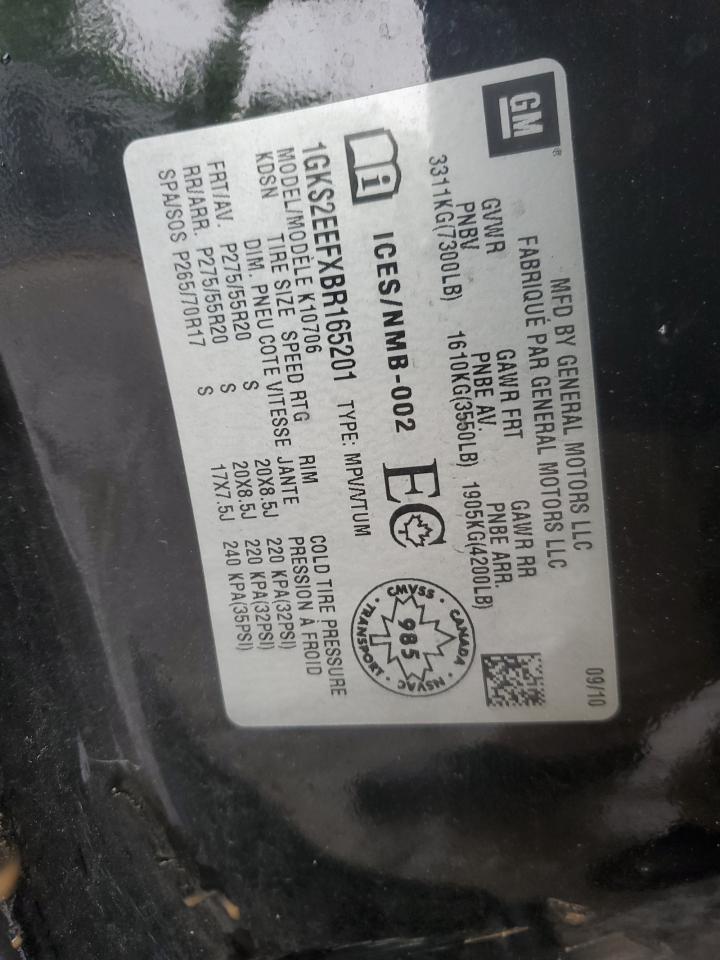 GM
MFD BY GENERAL MOTORS LLC
FABRIQUÉ PAR GENERAL MOTORS LLC
09/10
GVWR GAWR FRT GAWR RR
PNBV PNBE AV. PNBE ARR.
3311KG(7300LB) 1610KG(3550LB) 1905KG(4200LB)
i ICES/NMB-002 EC
CANADA · NSVAC · TRANSPORT · CMVSS ·
985
1GKS2EEFXBR165201 TYPE: MPV/VTUM
MODEL/MODÈLE K10706
KDSN TIRE SIZE SPEED RTG RIM COLD TIRE PRESSURE
DIM. PNEU COTE VITESSE JANTE PRESSION À FROID
FRT/AV. P275/55R20 S 20X8.5J 220 KPA(32PSI)
RR/ARR. P275/55R20 S 20X8.5J 220 KPA(32PSI)
SPA/SOS P265/70R17 S 17X7.5J 240 KPA(35PSI)